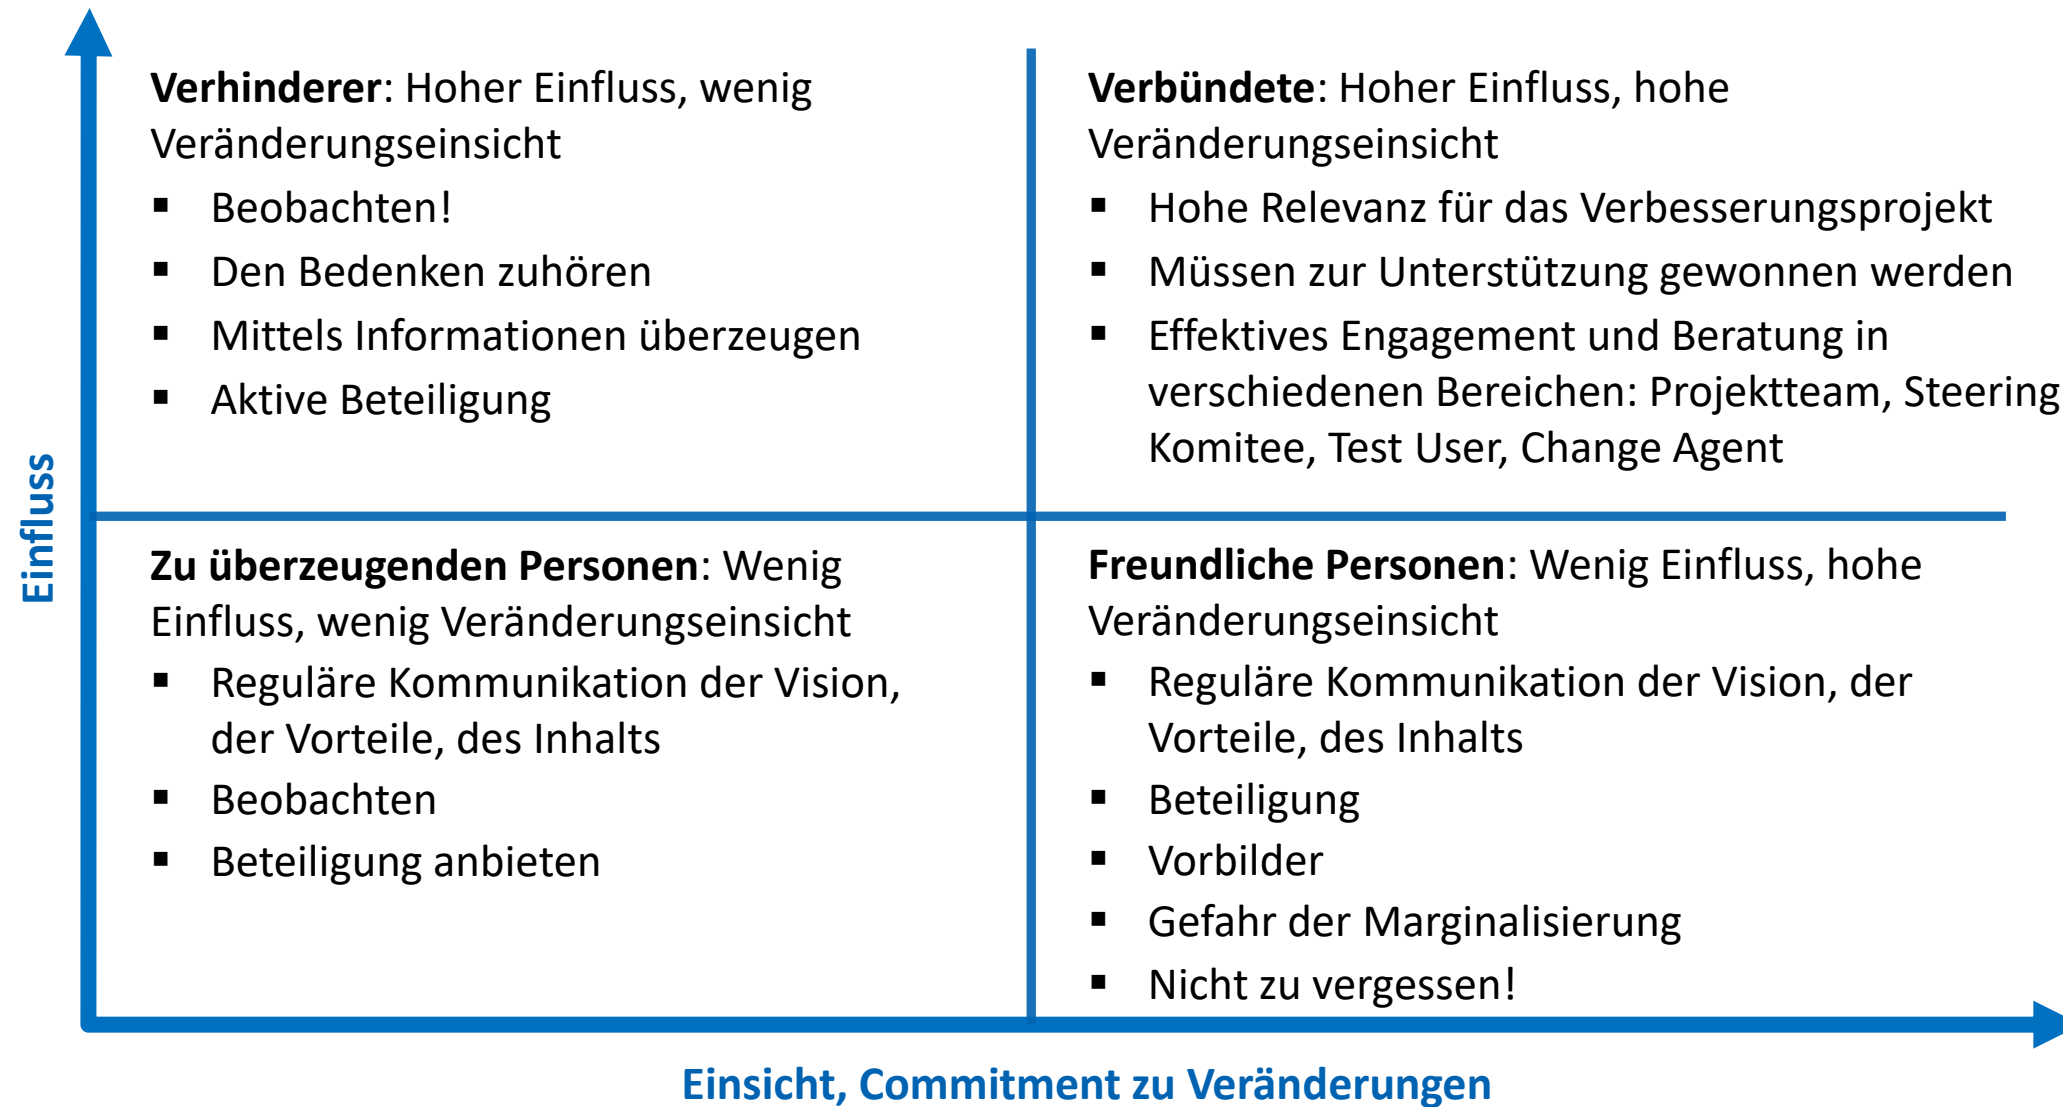 Verhinderer: Hoher Einfluss, wenig
Veränderungseinsicht
▪ Beobachten!
▪ Den Bedenken zuhören
▪ Mittels Informationen überzeugen
▪ Aktive Beteiligung
Verbündete: Hoher Einfluss, hohe
Veränderungseinsicht
▪ Hohe Relevanz für das Verbesserungsprojekt
▪ Müssen zur Unterstützung gewonnen werden
▪ Effektives Engagement und Beratung in
verschiedenen Bereichen: Projektteam, Steering
Komitee, Test User, Change Agent
Einfluss
Zu überzeugenden Personen: Wenig
Einfluss, wenig Veränderungseinsicht
▪ Reguläre Kommunikation der Vision,
der Vorteile, des Inhalts
▪ Beobachten
▪ Beteiligung anbieten
Freundliche Personen: Wenig Einfluss, hohe
Veränderungseinsicht
▪ Reguläre Kommunikation der Vision, der
Vorteile, des Inhalts
▪ Beteiligung
▪ Vorbilder
▪ Gefahr der Marginalisierung
▪ Nicht zu vergessen!
Einsicht, Commitment zu Veränderungen